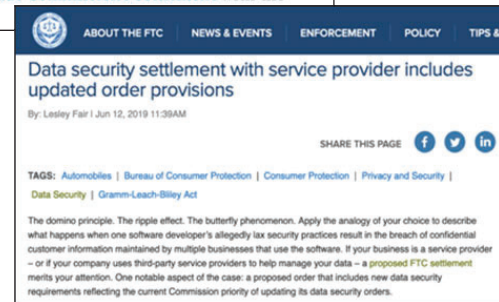 ABOUT THE FTC NEWS & EVENTS ENFORCEMENT POLICY TIPS &
Data security settlement with service provider includes
updated order provisions
By: Lesley Fair | Jun 12, 2019 11:39AM
SHARE THIS PAGE f in
TAGS: Automobiles | Bureau of Consumer Protection | Consumer Protection | Privacy and Security |
Data Security | Gramm-Leach-Bliley Act
The domino principle. The ripple effect. The butterfly phenomenon. Apply the analogy of your choice to describe
what happens when one software developer's allegedly lax security practices result in the breach of confidential
customer information maintained by multiple businesses that use the software. If your business is a service provider
– or if your company uses third-party service providers to help manage your data – a proposed FTC settlement
merits your attention. One notable aspect of the case: a proposed order that includes new data security
requirements reflecting the current Commission priority of updating its data security orders.